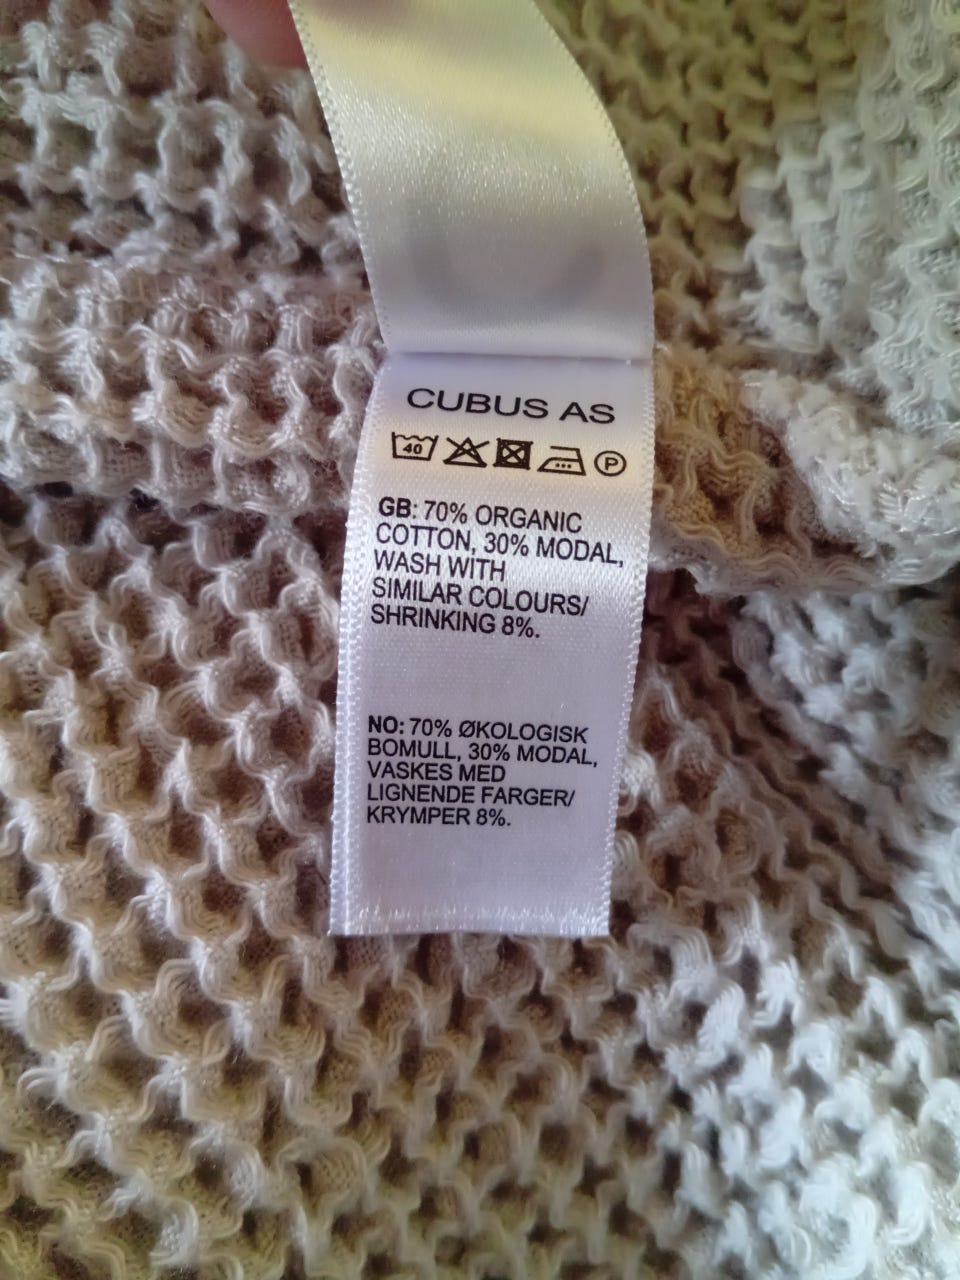 CUBUS AS
40 P
GB: 70% ORGANIC
COTTON, 30% MODAL,
WASH WITH
SIMILAR COLOURS/
SHRINKING 8%.
NO: 70% ØKOLOGISK
BOMULL, 30% MODAL,
VASKES MED
LIGNENDE FARGER/
KRYMPER 8%.